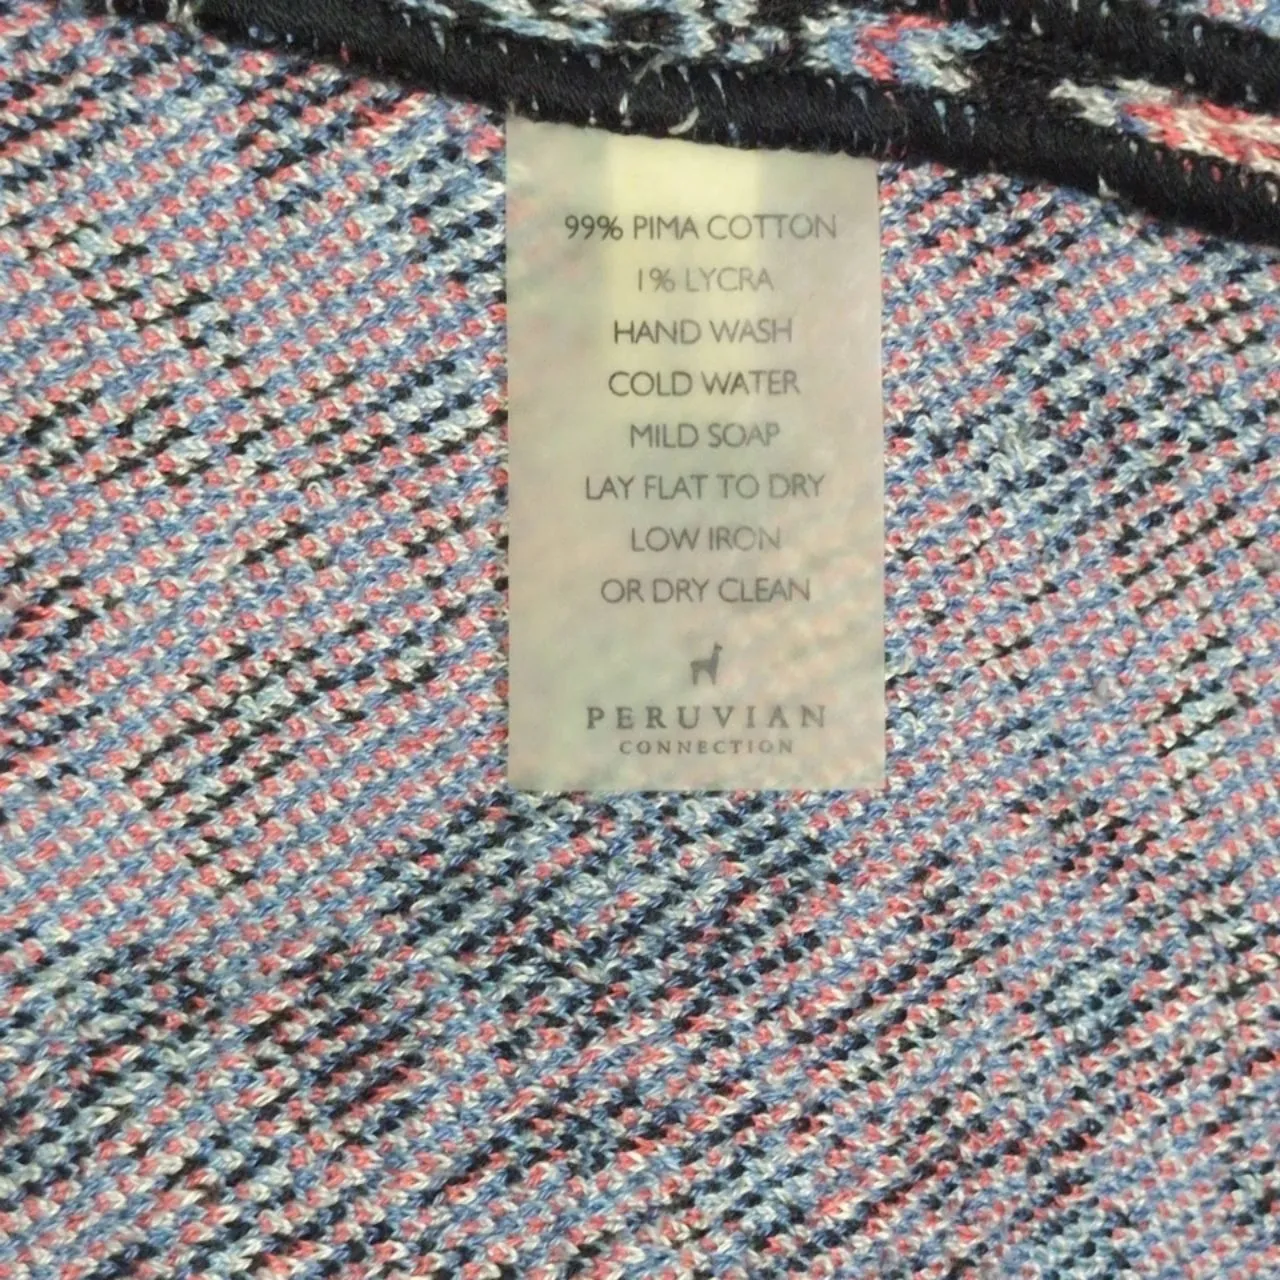 99% PIMA COTTON
1% LYCRA
HAND WASH
COLD WATER
MILD SOAP
LAY FLAT TO DRY
LOW IRON
OR DRY CLEAN
PERUVIAN
CONNECTION